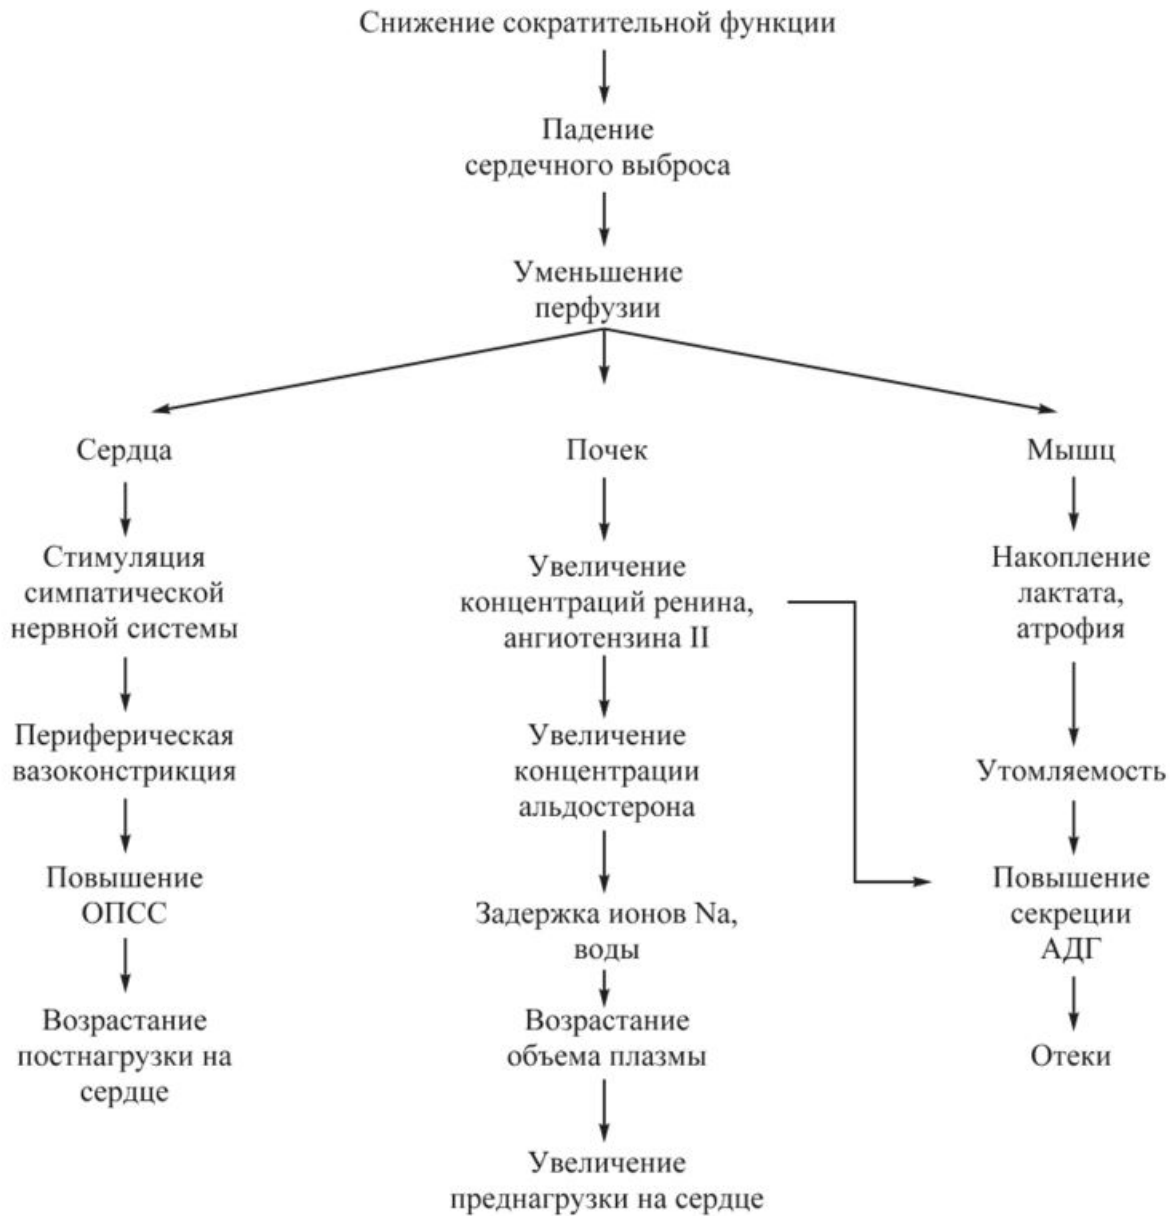 Снижение сократительной функции
Падение
сердечного выброса
Уменьшение
перфузии
Сердца
Почек
Мышц
Стимуляция
симпатической
нервной системы
Увеличение
концентраций ренина,
ангиотензина II
Накопление
лактата,
атрофия
Периферическая
вазоконстрикция
Увеличение
концентрации
альдостерона
Утомляемость
Повышение
ОПСС
Задержка ионов Na,
воды
Повышение
секреции
АДГ
Возрастание
постнагрузки на
сердце
Возрастание
объема плазмы
Отеки
Увеличение
преднагрузки на сердце